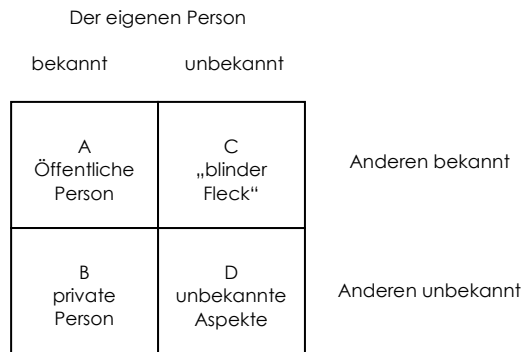 Der eigenen Person
bekannt unbekannt
A
Öffentliche
Person
C
„blinder
Fleck“
Anderen bekannt
B
private
Person
D
unbekannte
Aspekte
Anderen unbekannt